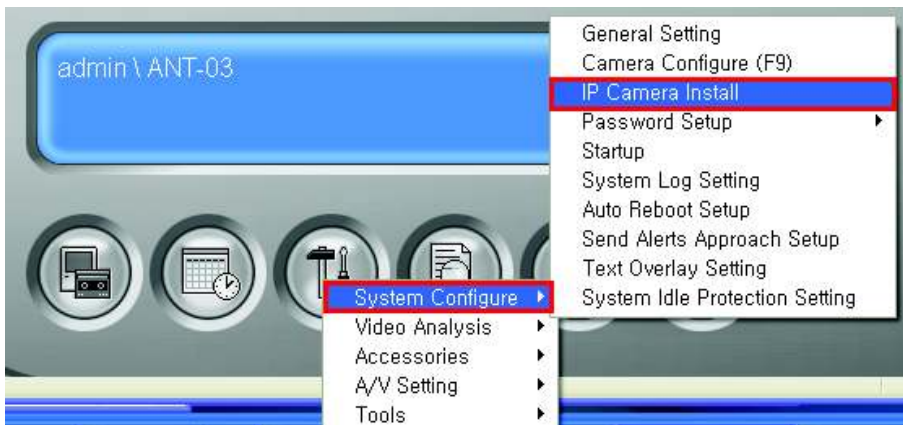 admin \ ANT-03
General Setting
Camera Configure (F9)
IP Camera Install
Password Setup
Startup
System Log Setting
Auto Reboot Setup
Send Alerts Approach Setup
Text Overlay Setting
System Idle Protection Setting
System Configure
Video Analysis
Accessories
A/V Setting
Tools